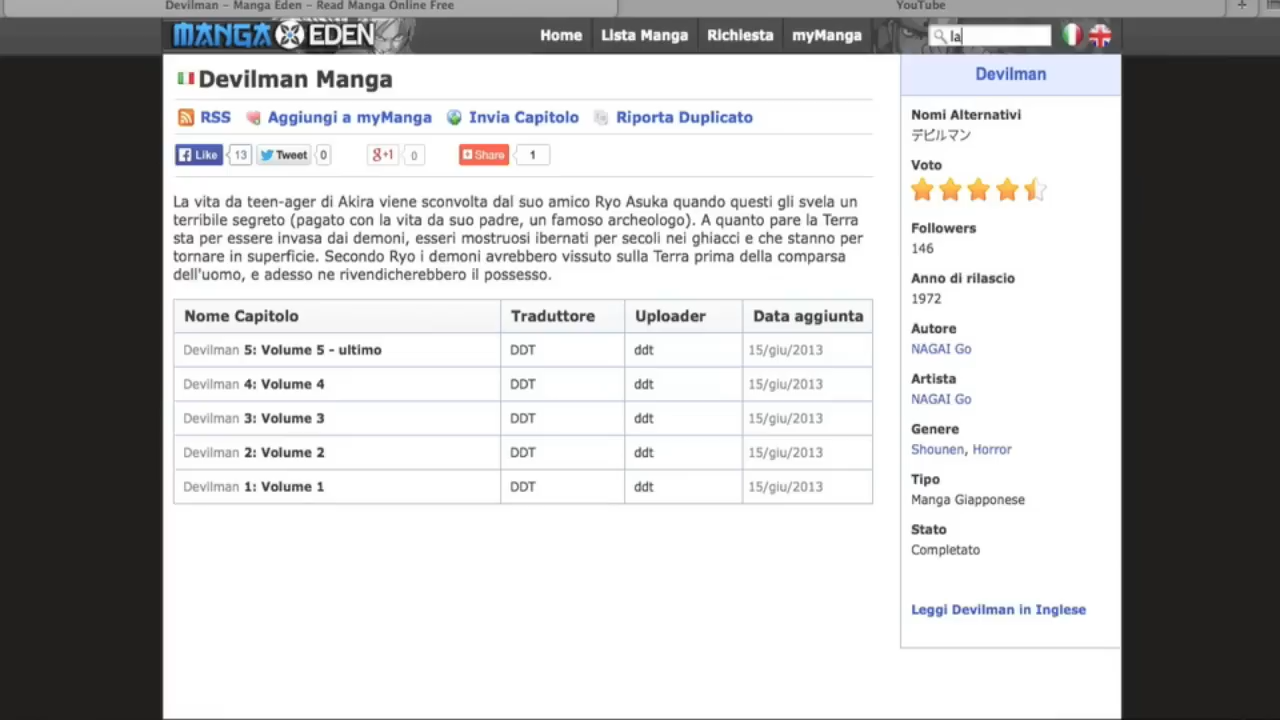 Devilman – Manga Eden – Read Manga Online Free
YouTube
+
MANGA EDEN
Home
Lista Manga
Richiesta
myManga
la
Devilman Manga
RSS
Aggiungi a myManga
Invia Capitolo
Riporta Duplicato
Like 13
Tweet 0
g+1 0
Share 1
La vita da teen-ager di Akira viene sconvolta dal suo amico Ryo Asuka quando questi gli svela un
terribile segreto (pagato con la vita da suo padre, un famoso archeologo). A quanto pare la Terra
sta per essere invasa dai demoni, esseri mostruosi ibernati per secoli nei ghiacci e che stanno per
tornare in superficie. Secondo Ryo i demoni avrebbero vissuto sulla Terra prima della comparsa
dell'uomo, e adesso ne rivendicherebbero il possesso.
Nome Capitolo Traduttore Uploader Data aggiunta
Devilman 5: Volume 5 - ultimo DDT ddt 15/giu/2013
Devilman 4: Volume 4 DDT ddt 15/giu/2013
Devilman 3: Volume 3 DDT ddt 15/giu/2013
Devilman 2: Volume 2 DDT ddt 15/giu/2013
Devilman 1: Volume 1 DDT ddt 15/giu/2013
Devilman
Nomi Alternativi
デビルマン
Voto
Followers
146
Anno di rilascio
1972
Autore
NAGAI Go
Artista
NAGAI Go
Genere
Shounen, Horror
Tipo
Manga Giapponese
Stato
Completato
Leggi Devilman in Inglese